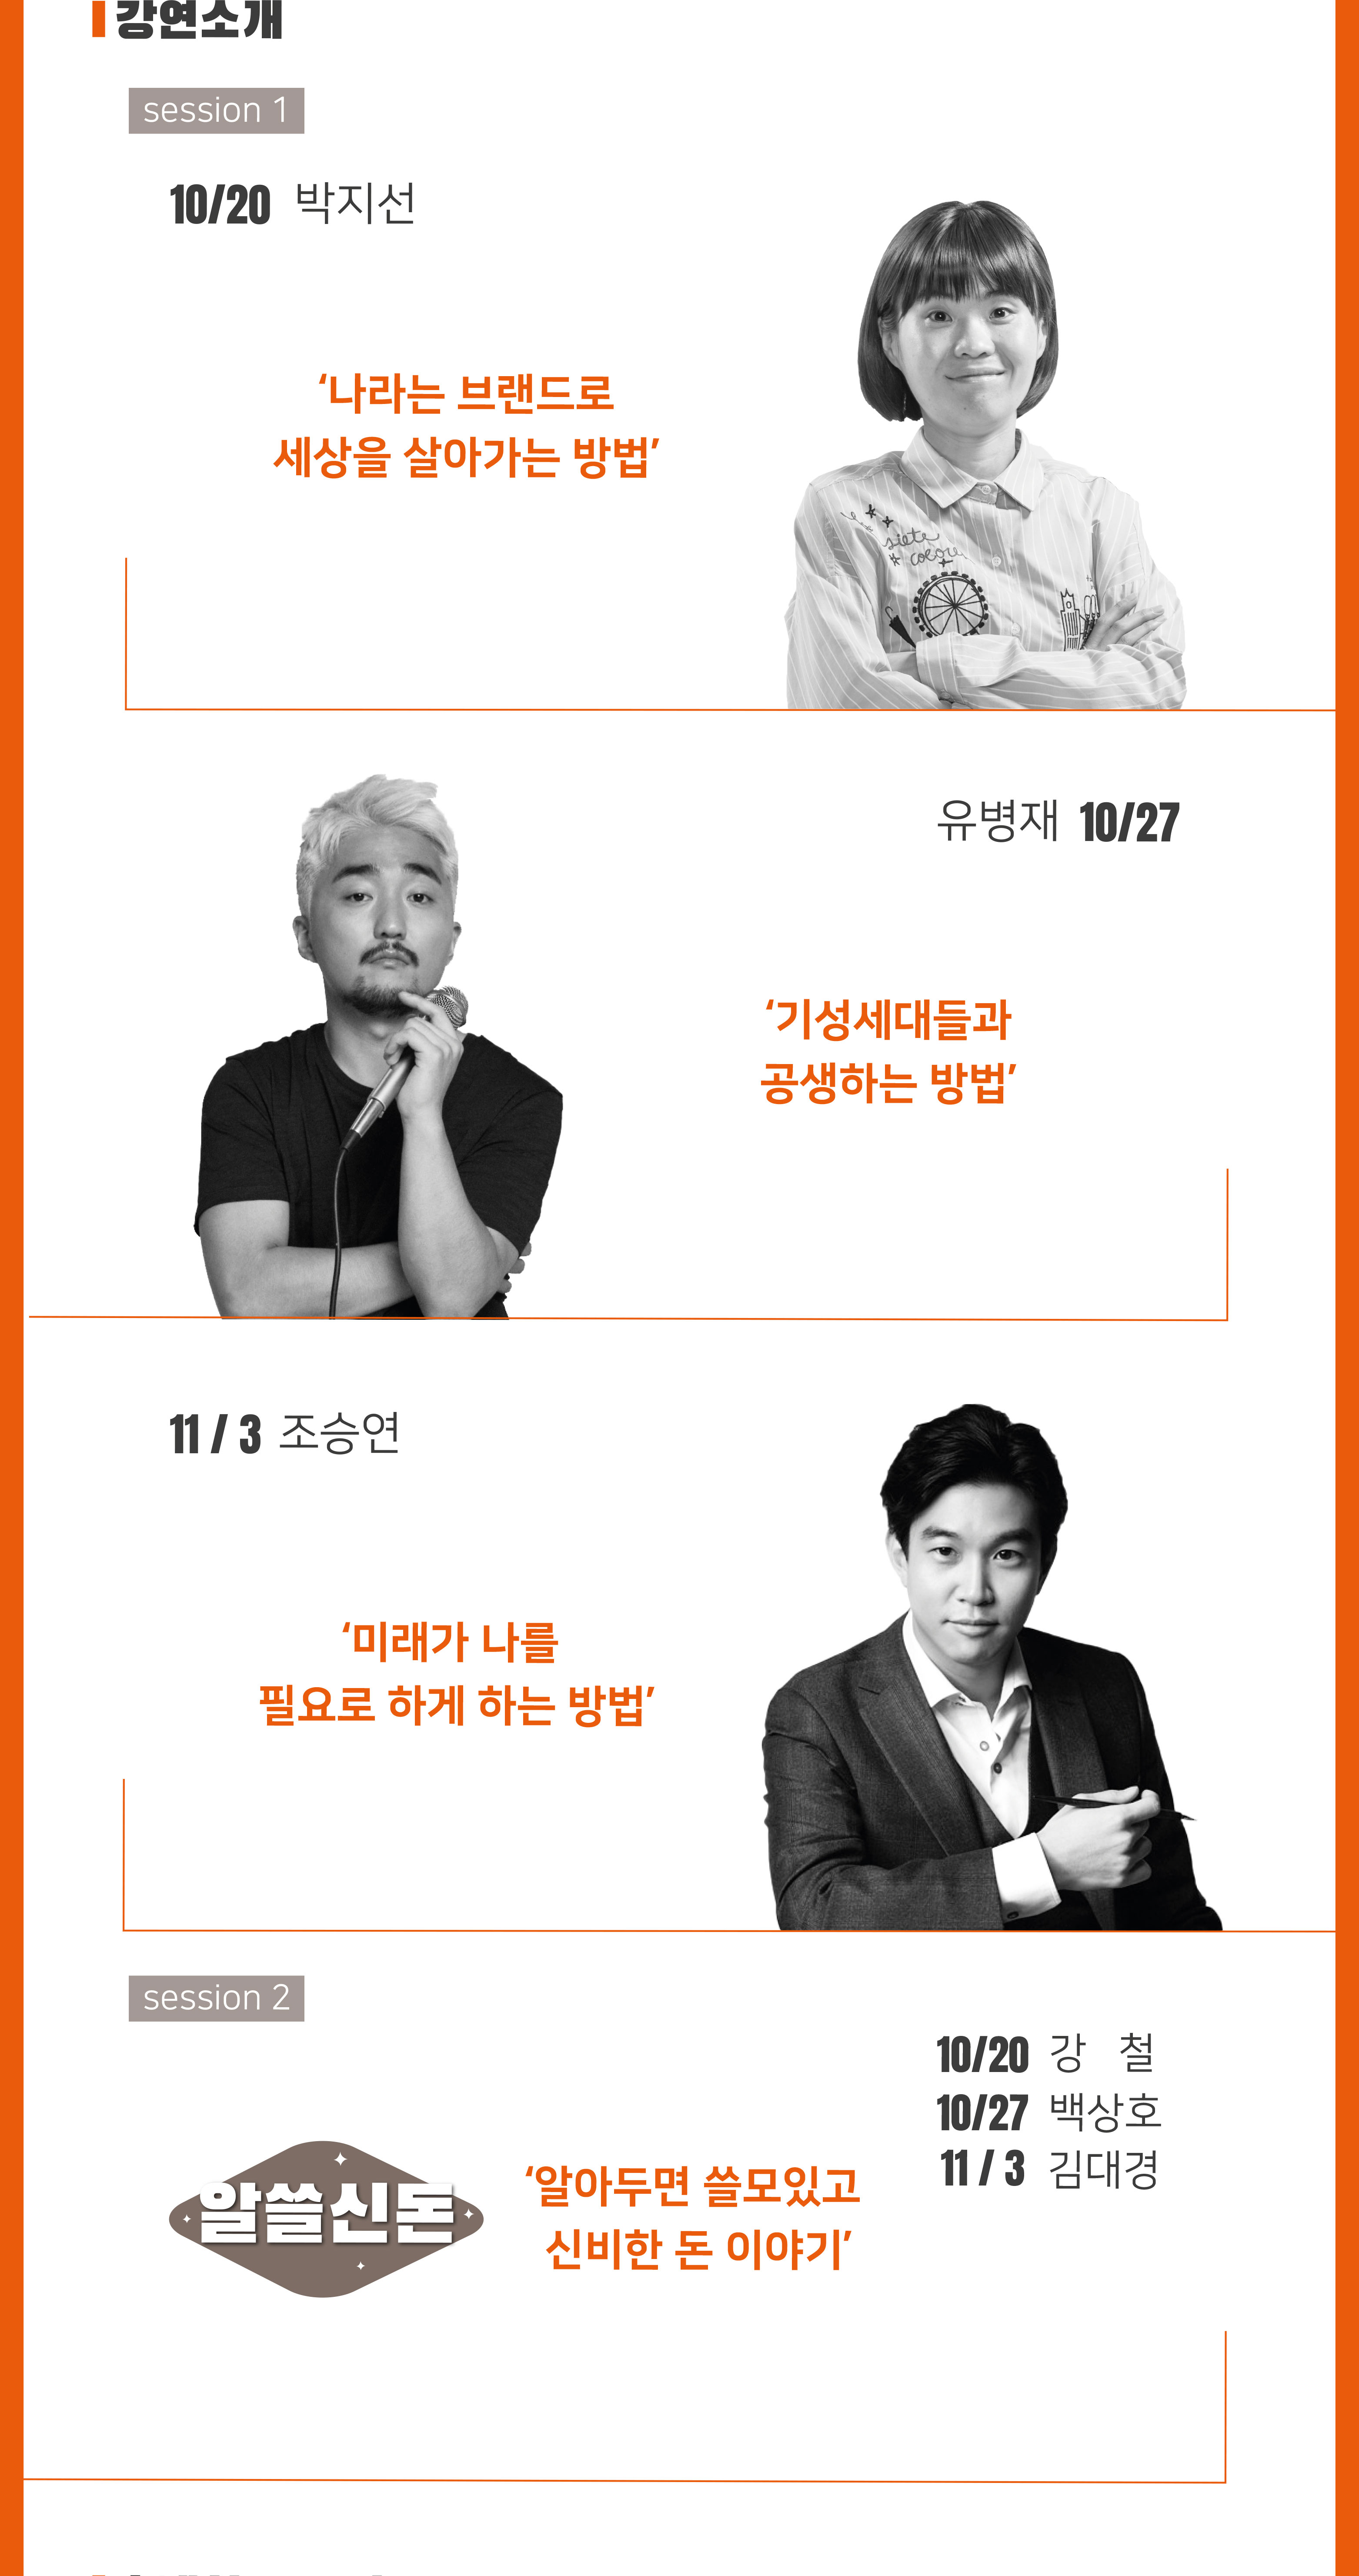 강연소개
session 1
10/20 박지선
‘나라는 브랜드로
세상을 살아가는 방법’
siete
colou
유병재 10/27
‘기성세대들과
공생하는 방법’
11 / 3 조승연
‘미래가 나를
필요로 하게 하는 방법’
session 2
10/20 강 철
10/27 백상호
11 / 3 김대경
알쓸신돈
‘알아두면 쓸모있고
신비한 돈 이야기’